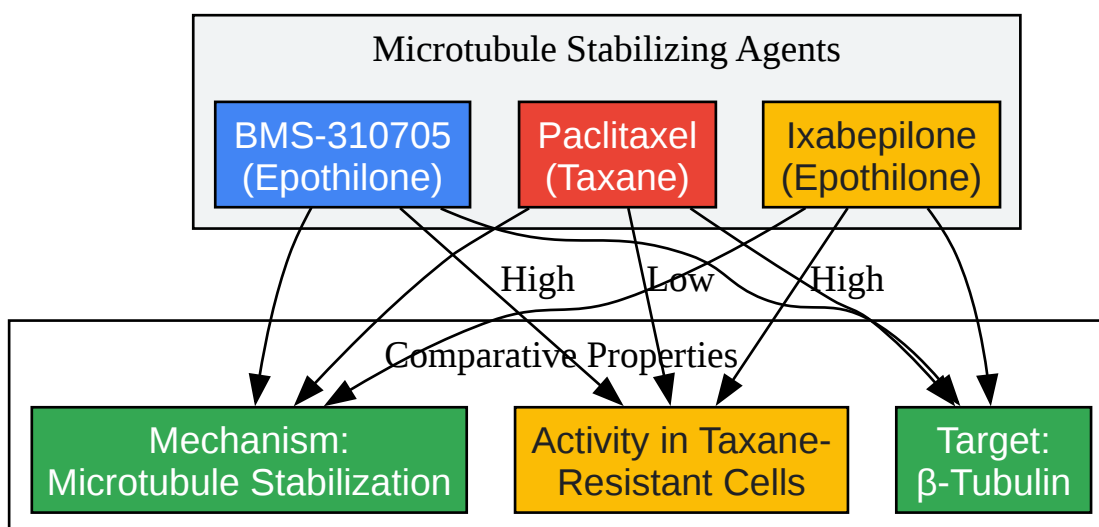 Microtubule Stabilizing Agents
BMS-310705
(Epothilone)
Paclitaxel
(Taxane)
Ixabepilone
(Epothilone)
High
Low
High
Comparative Properties
Mechanism:
Microtubule Stabilization
Activity in Taxane-
Resistant Cells
Target:
β-Tubulin